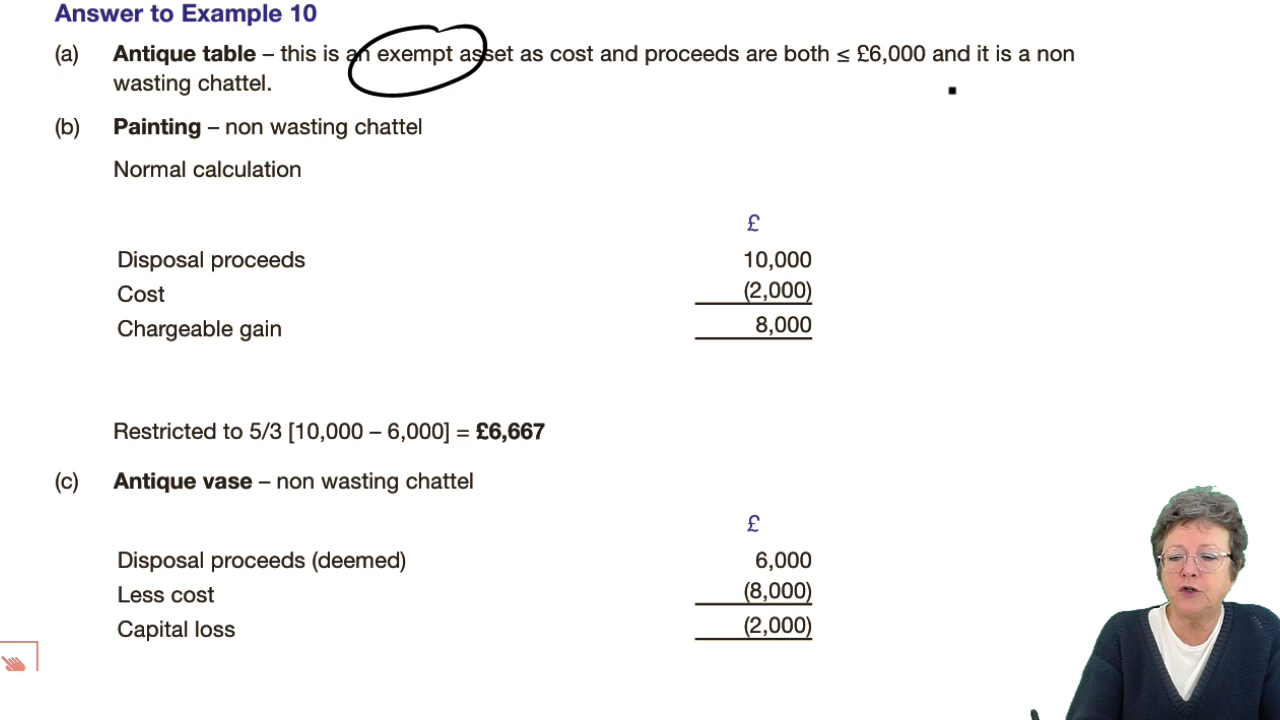 Answer to Example 10
(a) Antique table – this is an exempt asset as cost and proceeds are both ≤ £6,000 and it is a non
wasting chattel.
(b) Painting – non wasting chattel
Normal calculation
£
Disposal proceeds 10,000
Cost (2,000)
Chargeable gain 8,000
Restricted to 5/3 [10,000 – 6,000] = £6,667
(c) Antique vase – non wasting chattel
£
Disposal proceeds (deemed) 6,000
Less cost (8,000)
Capital loss (2,000)